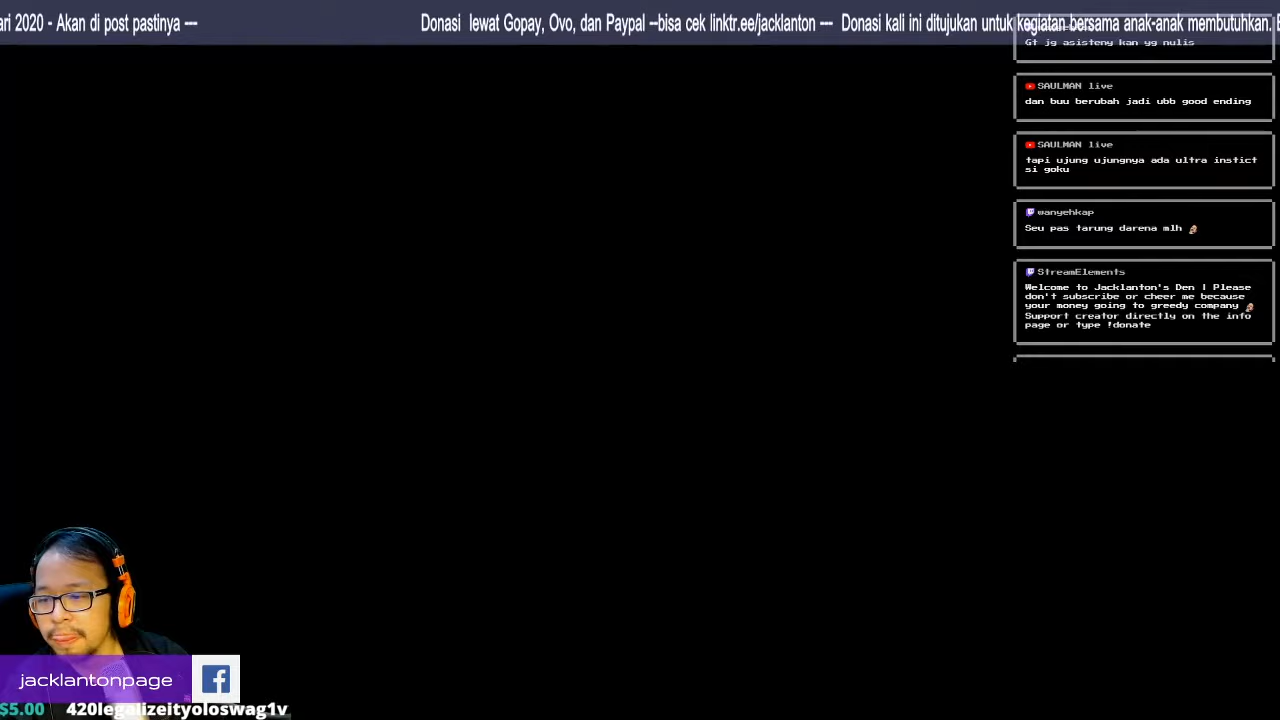 ari 2020 - Akan di post pastinya ---
Donasi  lewat Gopay, Ovo, dan Paypal --bisa cek linktr.ee/jacklanton ---  Donasi kali ini ditujukan untuk kegiatan bersama anak-anak membutuhkan.
Gt jg asisteny kan yg nulis
SAULMAN live
dan buu berubah jadi ubb good ending
SAULMAN live
tapi ujung ujungnya ada ultra instict
si goku
wanyehkap
Seu pas tarung darena mlh
StreamElements
Welcome to Jacklanton's Den | Please
don't subscribe or cheer me because
your money going to greedy company
Support creator directly on the info
page or type !donate
jacklantonpage
$5.00
420legalizeityoloswag1v